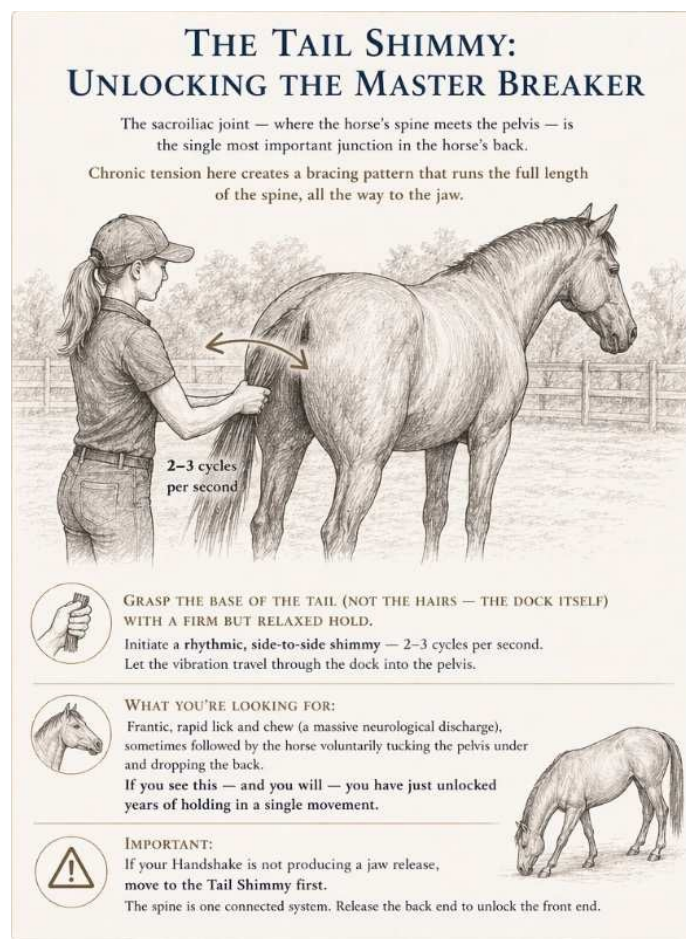 The Tail Shimmy:
Unlocking the Master Breaker
The sacroiliac joint — where the horse's spine meets the pelvis — is
the single most important junction in the horse's back.
Chronic tension here creates a bracing pattern that runs the full length
of the spine, all the way to the jaw.
2–3 cycles
per second
Grasp the base of the tail (not the hairs — the dock itself)
with a firm but relaxed hold.
Initiate a rhythmic, side-to-side shimmy — 2–3 cycles per second.
Let the vibration travel through the dock into the pelvis.
What you're looking for:
Frantic, rapid lick and chew (a massive neurological discharge),
sometimes followed by the horse voluntarily tucking the pelvis under
and dropping the back.
If you see this — and you will — you have just unlocked
years of holding in a single movement.
Important:
If your Handshake is not producing a jaw release,
move to the Tail Shimmy first.
The spine is one connected system. Release the back end to unlock the front end.